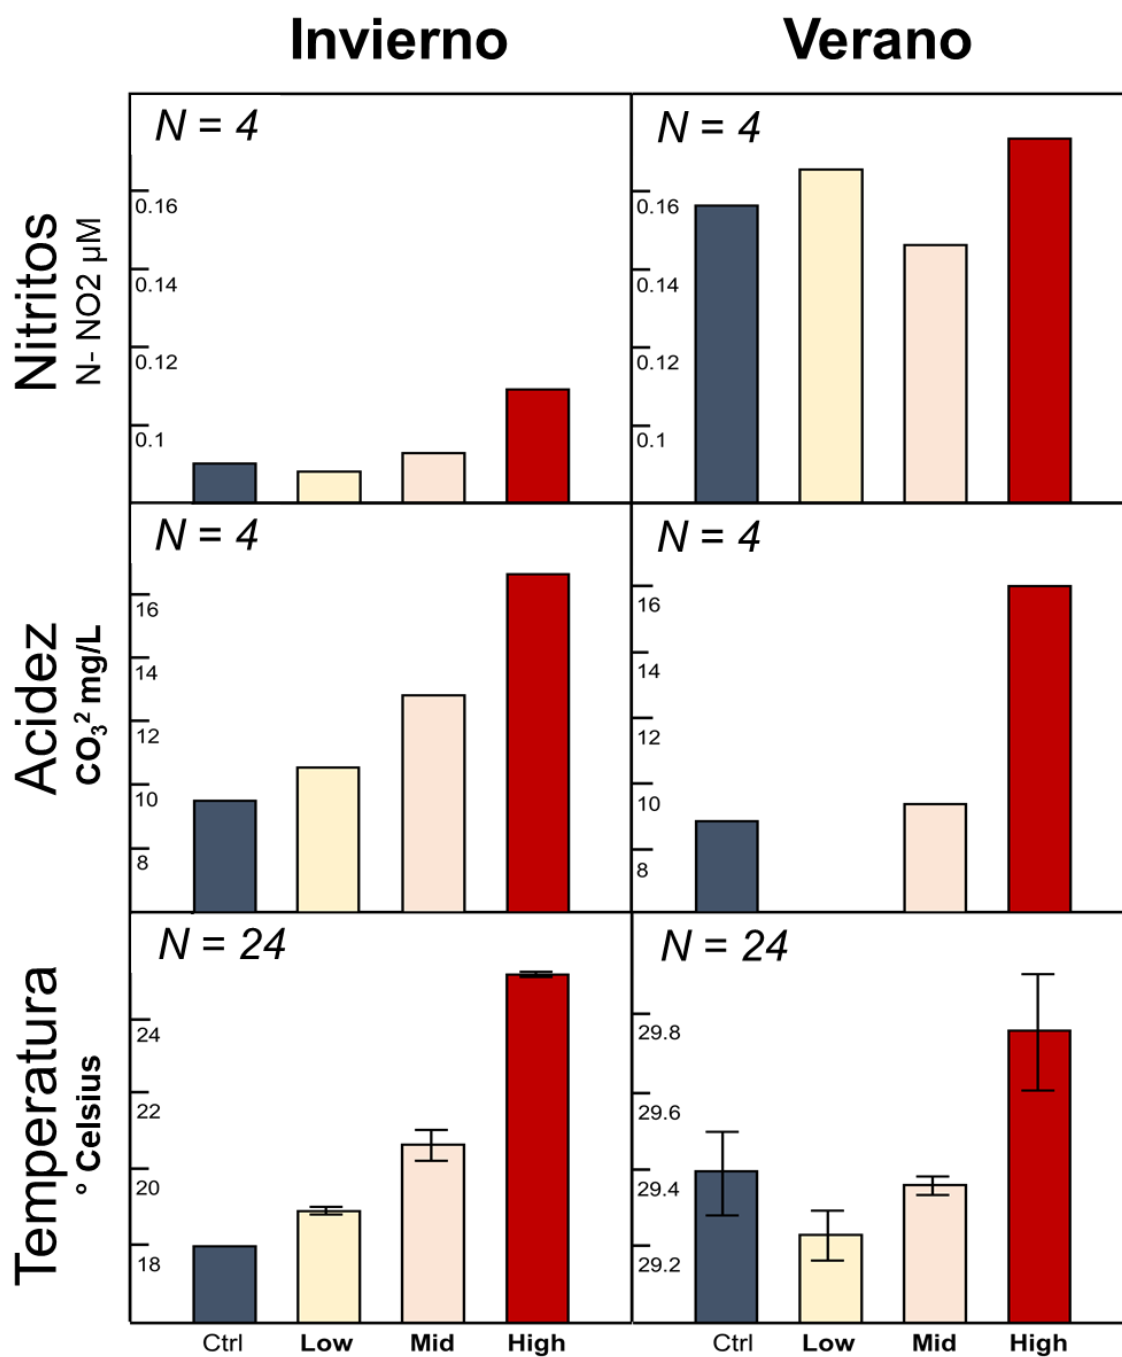 Invierno
Verano
Nitritos
N- NO2 µM
N = 4
0.16
0.14
0.12
0.1
N = 4
0.16
0.14
0.12
0.1
Acidez
CO₃² mg/L
N = 4
16
14
12
10
8
N = 4
16
14
12
10
8
Temperatura
° Celsius
N = 24
24
22
20
18
N = 24
29.8
29.6
29.4
29.2
Ctrl Low Mid High
Ctrl Low Mid High